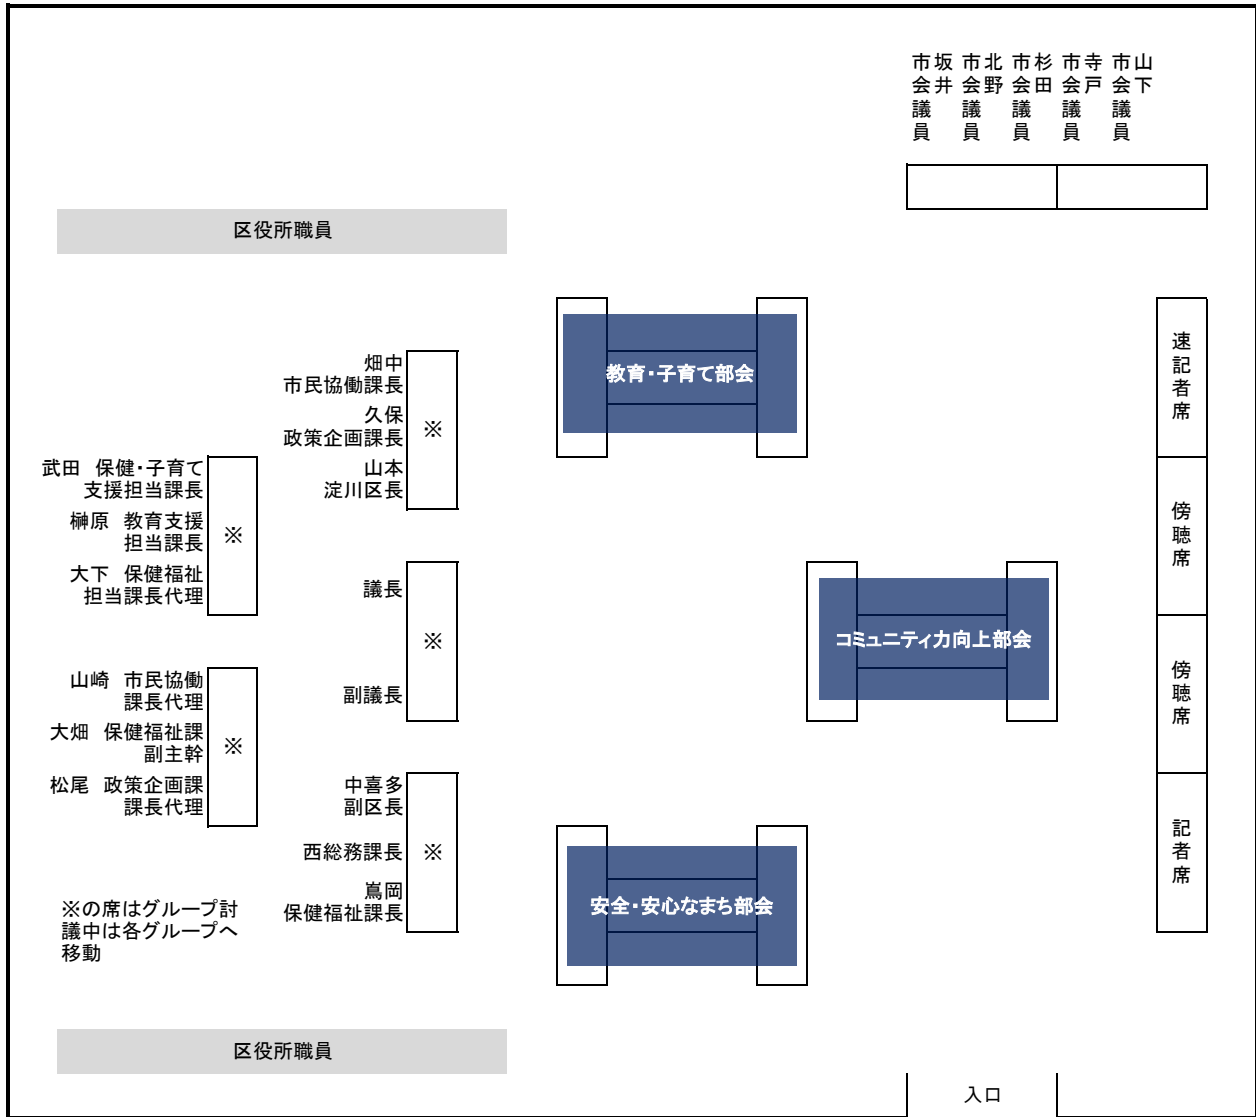 坂井
市会議員
北野
市会議員
杉田
市会議員
寺戸
市会議員
山下
市会議員
区役所職員
教育・子育て部会
速記者席
畑中
市民協働課長
久保
政策企画課長
山本
淀川区長
※
武田 保健・子育て
支援担当課長
榊原 教育支援
担当課長
大下 保健福祉
担当課長代理
※
傍聴席
議長
副議長
※
コミュニティ力向上部会
傍聴席
山崎 市民協働
課長代理
大畑 保健福祉課
副主幹
松尾 政策企画課
課長代理
※
中喜多
副区長
西総務課長
嶌岡
保健福祉課長
※
記者席
安全・安心なまち部会
※の席はグループ討
議中は各グループへ
移動
区役所職員
入口